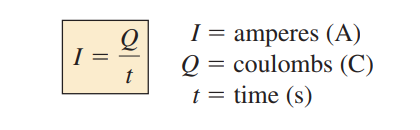 I = Q/t
I = amperes (A)
Q = coulombs (C)
t = time (s)